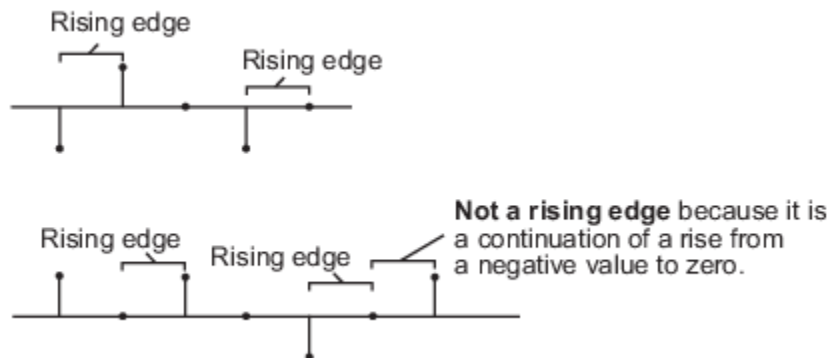 Rising edge
Rising edge
Not a rising edge because it is
a continuation of a rise from
a negative value to zero.
Rising edge
Rising edge